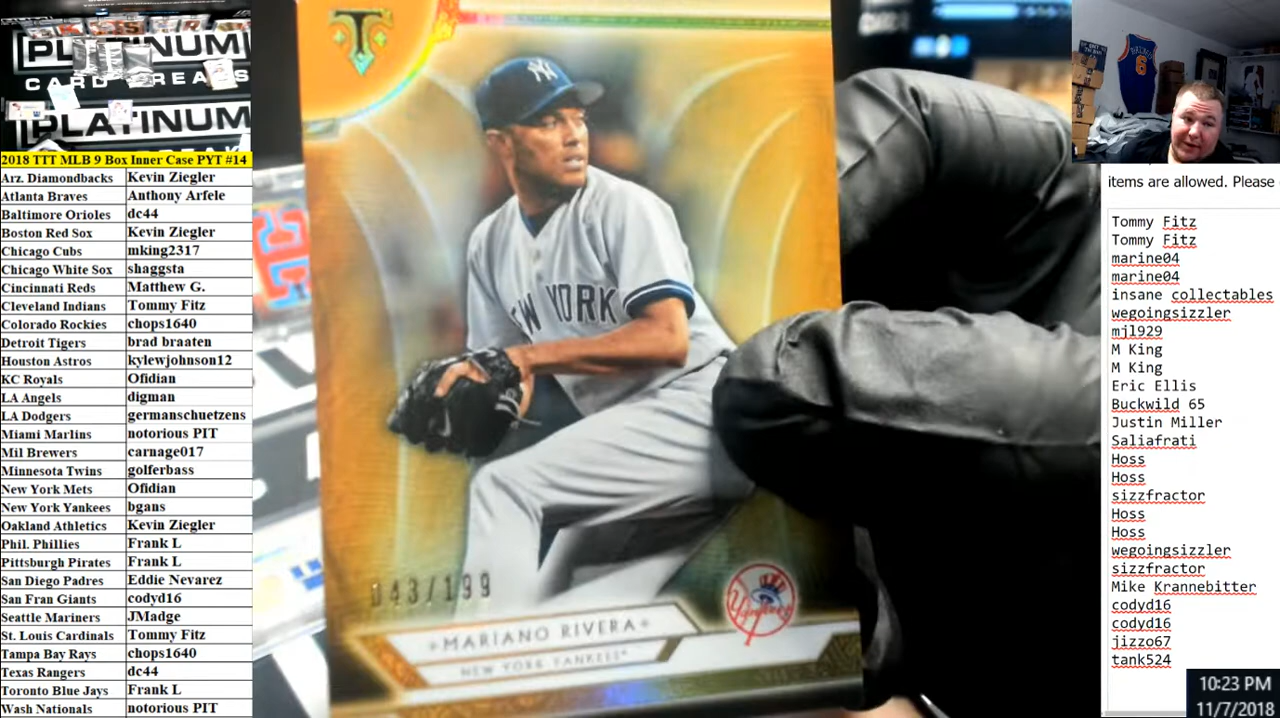 PLATINUM
CARD BREAKS
PLATINUM
2018 TTT MLB 9 Box Inner Case PYT #14
Arz. Diamondbacks Kevin Ziegler
Atlanta Braves Anthony Arfele
Baltimore Orioles dc44
Boston Red Sox Kevin Ziegler
Chicago Cubs mking2317
Chicago White Sox shaggsta
Cincinnati Reds Matthew G.
Cleveland Indians Tommy Fitz
Colorado Rockies chops1640
Detroit Tigers brad braaten
Houston Astros kylewjohnson12
KC Royals Ofidian
LA Angels digman
LA Dodgers germanschuetzens
Miami Marlins notorious PIT
Mil Brewers carnage017
Minnesota Twins golferbass
New York Mets Ofidian
New York Yankees bgans
Oakland Athletics Kevin Ziegler
Phil. Phillies Frank L
Pittsburgh Pirates Frank L
San Diego Padres Eddie Nevarez
San Fran Giants codyd16
Seattle Mariners JMadge
St. Louis Cardinals Tommy Fitz
Tampa Bay Rays chops1640
Texas Rangers dc44
Toronto Blue Jays Frank L
Wash Nationals notorious PIT
T
NY
NEW YORK
043/199
Yankees
MARIANO RIVERA
NEW YORK YANKEES
6
items are allowed. Please
Tommy Fitz
Tommy Fitz
marine04
marine04
insane collectables
wegoingsizzler
mjl929
M King
M King
Eric Ellis
Buckwild 65
Justin Miller
Saliafrati
Hoss
Hoss
sizzfractor
Hoss
Hoss
wegoingsizzler
sizzfractor
Mike Krannebitter
codyd16
codyd16
jizzo67
tank524
10:23 PM
11/7/2018